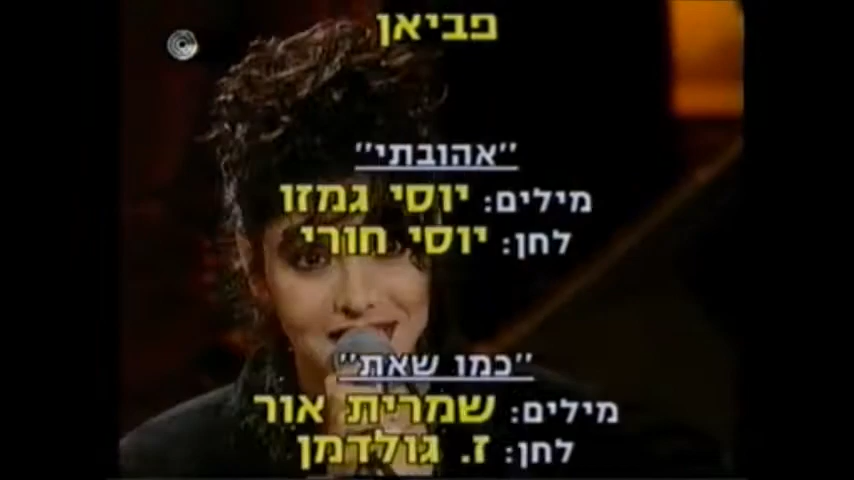 פביאן
"אהובתי"
מילים: יוסי גמזו
לחן: יוסי חורי
"כמו שאת"
מילים: שמרית אור
לחן: ז. גולדמן